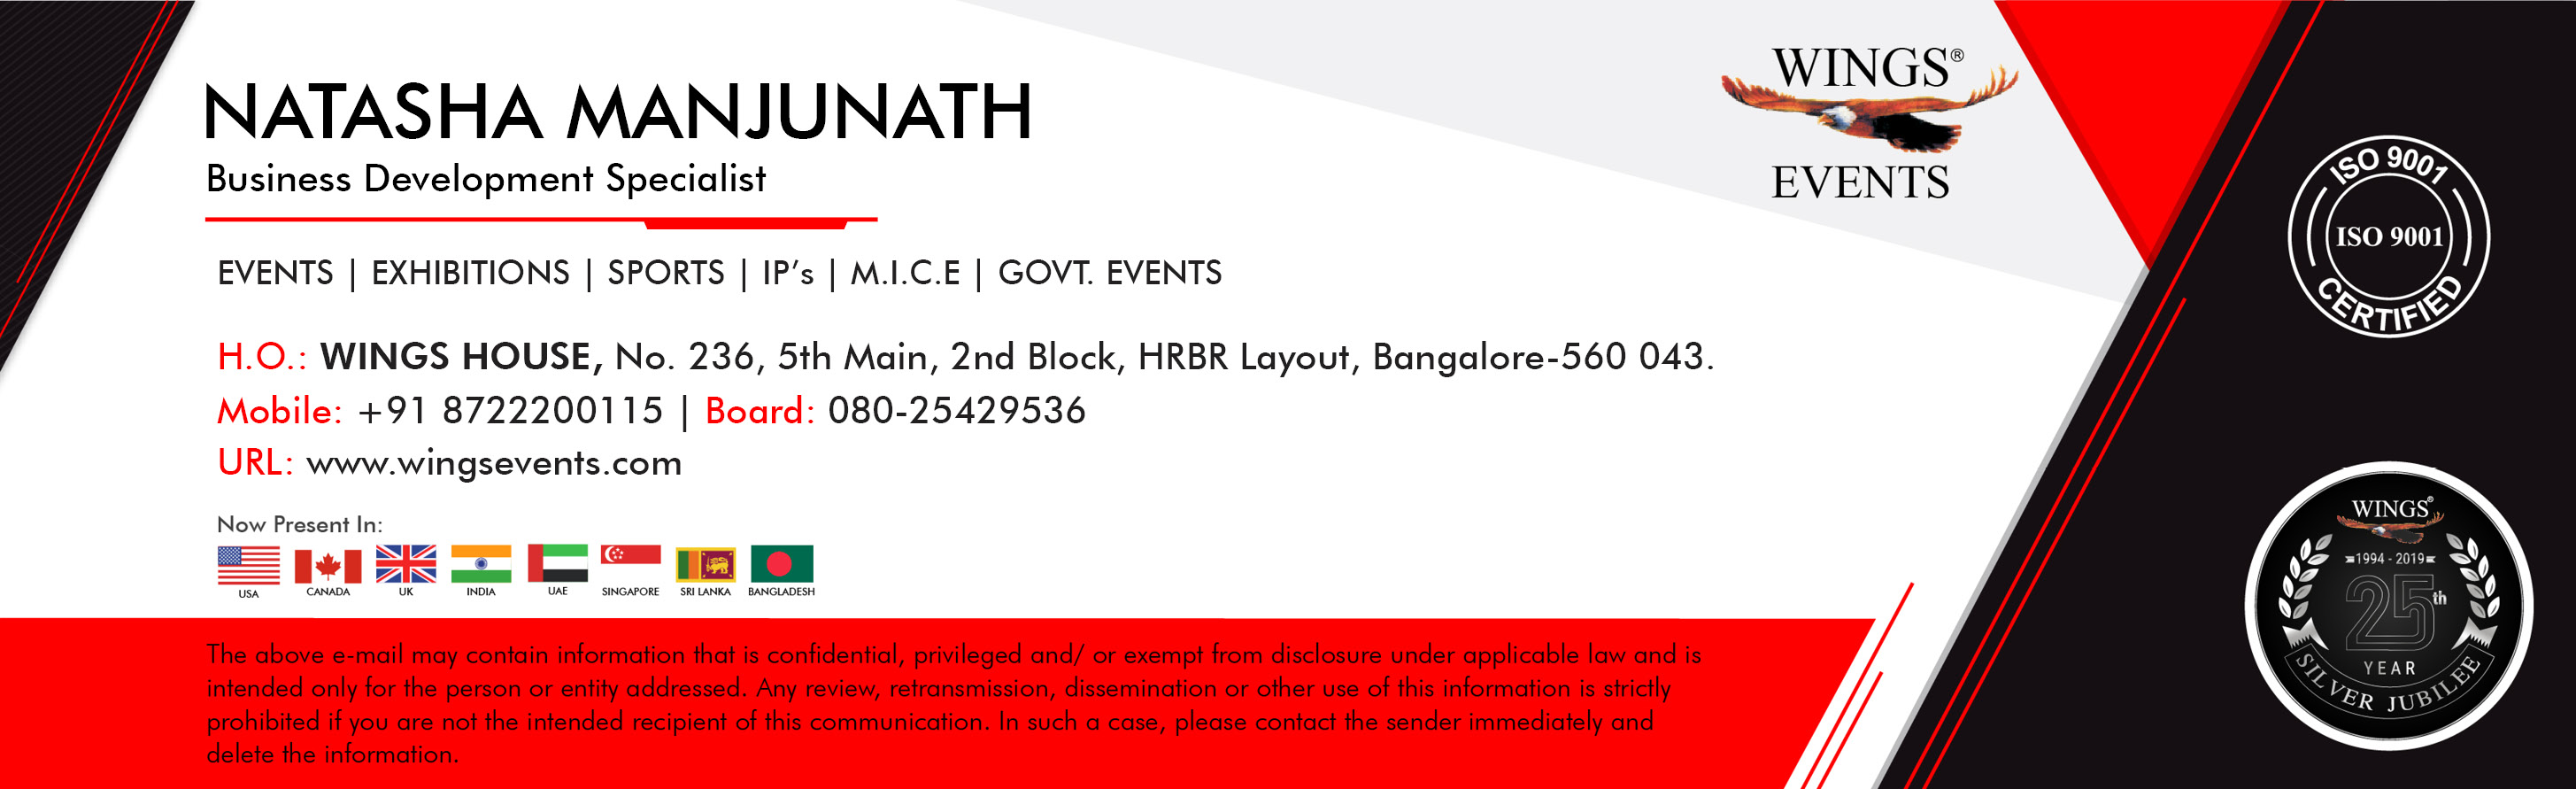 NATASHA MANJUNATH
Business Development Specialist
EVENTS | EXHIBITIONS | SPORTS | IP’s | M.I.C.E | GOVT. EVENTS
H.O.: WINGS HOUSE, No. 236, 5th Main, 2nd Block, HRBR Layout, Bangalore-560 043.
Mobile: +91 8722200115 | Board: 080-25429536
URL: www.wingsevents.com
Now Present In:
USA CANADA UK INDIA UAE SINGAPORE SRI LANKA BANGLADESH
The above e-mail may contain information that is confidential, privileged and/ or exempt from disclosure under applicable law and is
intended only for the person or entity addressed. Any review, retransmission, dissemination or other use of this information is strictly
prohibited if you are not the intended recipient of this communication. In such a case, please contact the sender immediately and
delete the information.
WINGS®
EVENTS
ISO 9001
ISO 9001
CERTIFIED
WINGS®
1994 - 2019
25th
YEAR
SILVER JUBILEE